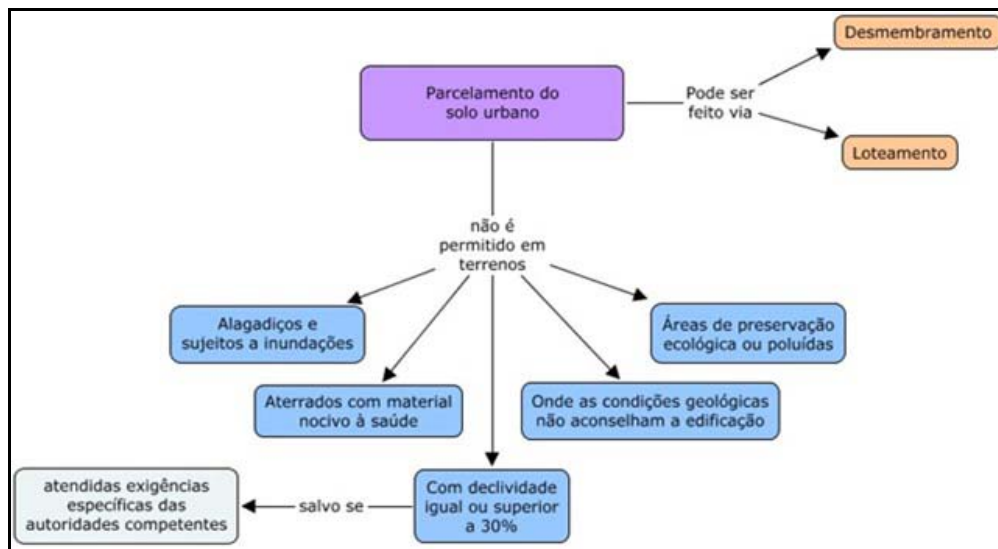 Desmembramento
Parcelamento do
solo urbano
Pode ser
feito via
Loteamento
não é
permitido em
terrenos
Alagadiços e
sujeitos a inundações
Áreas de preservação
ecológica ou poluídas
Aterrados com material
nocivo à saúde
Onde as condições geológicas
não aconselham a edificação
atendidas exigências
específicas das
autoridades competentes
salvo se
Com declividade
igual ou superior
a 30%